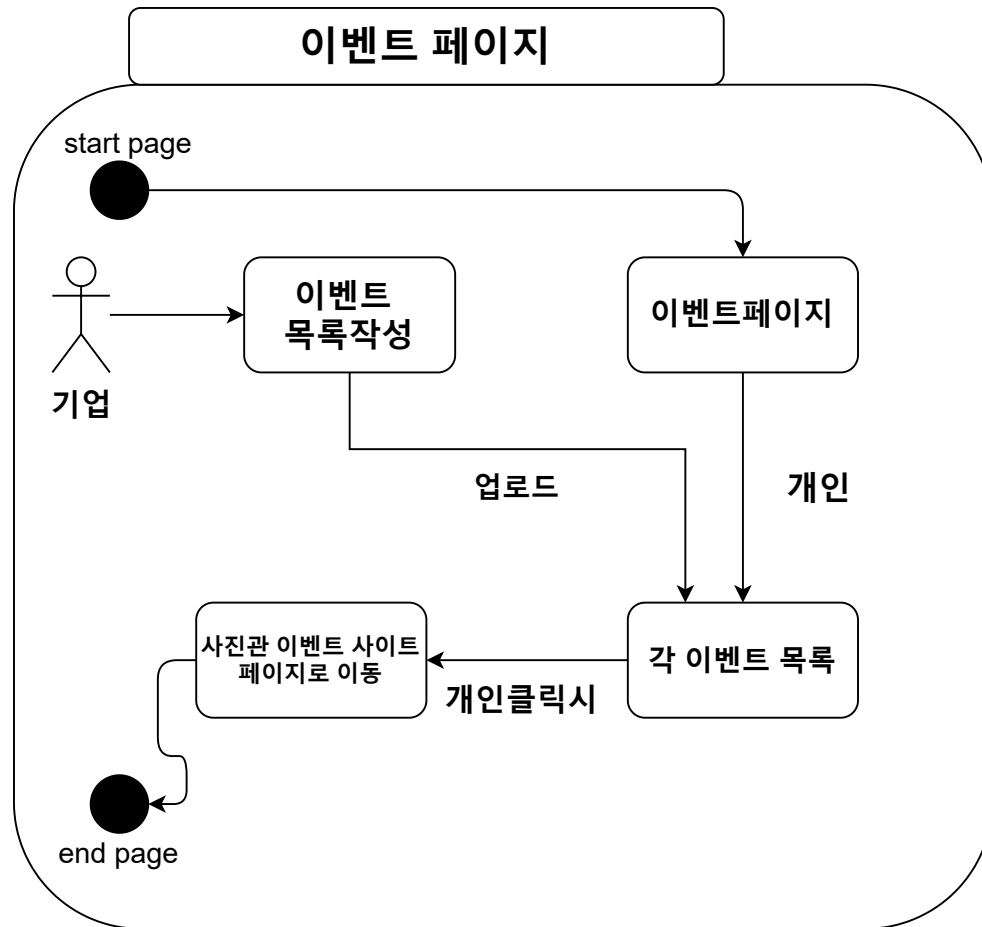 이벤트 페이지
start page
이벤트
목록작성
이벤트페이지
기업
업로드
개인
사진관 이벤트 사이트
페이지로 이동
각 이벤트 목록
개인클릭시
end page